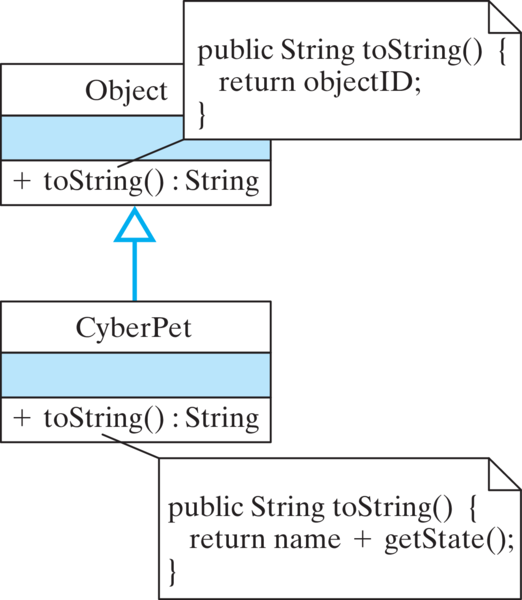 public String toString() {
return objectID;
}
Object
+ toString() : String
CyberPet
+ toString() : String
public String toString() {
return name + getState();
}